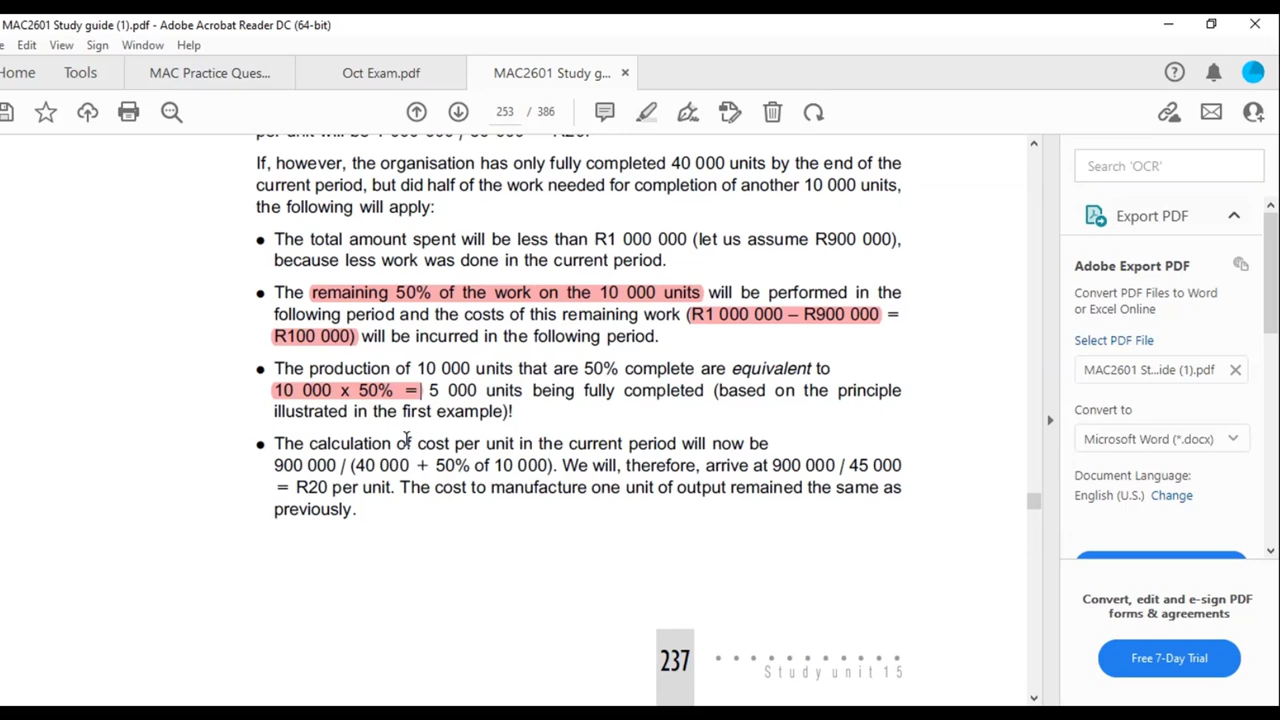 MAC2601 Study guide (1).pdf - Adobe Acrobat Reader DC (64-bit)
Edit View Sign Window Help
Home Tools MAC Practice Ques... Oct Exam.pdf MAC2601 Study g... ×
253 / 386
If, however, the organisation has only fully completed 40 000 units by the end of the
current period, but did half of the work needed for completion of another 10 000 units,
the following will apply:
● The total amount spent will be less than R1 000 000 (let us assume R900 000),
because less work was done in the current period.
● The remaining 50% of the work on the 10 000 units will be performed in the
following period and the costs of this remaining work (R1 000 000 – R900 000 =
R100 000) will be incurred in the following period.
● The production of 10 000 units that are 50% complete are equivalent to
10 000 x 50% = 5 000 units being fully completed (based on the principle
illustrated in the first example)!
● The calculation of cost per unit in the current period will now be
900 000 / (40 000 + 50% of 10 000). We will, therefore, arrive at 900 000 / 45 000
= R20 per unit. The cost to manufacture one unit of output remained the same as
previously.
237
Study unit 15
Search 'OCR'
Export PDF
Adobe Export PDF
Convert PDF Files to Word
or Excel Online
Select PDF File
MAC2601 St...ide (1).pdf ×
Convert to
Microsoft Word (*.docx)
Document Language:
English (U.S.) Change
Convert, edit and e-sign PDF
forms & agreements
Free 7-Day Trial